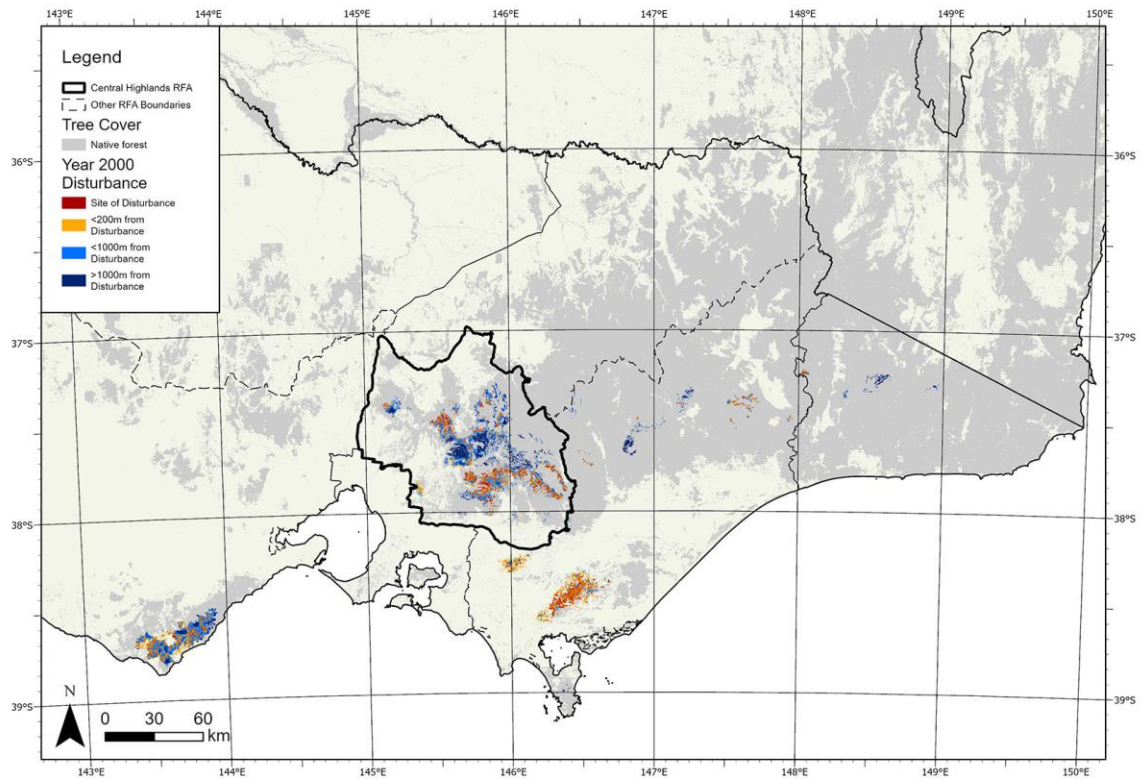 143°E 144°E 145°E 146°E 147°E 148°E 149°E 150°E
Legend
Central Highlands RFA
Other RFA Boundaries
Tree Cover
Native forest
Year 2000
Disturbance
Site of Disturbance
<200m from
Disturbance
<1000m from
Disturbance
>1000m from
Disturbance
36°S 36°S
37°S 37°S
38°S 38°S
39°S 39°S
N
0 30 60
km
143°E 144°E 145°E 146°E 147°E 148°E 149°E 150°E